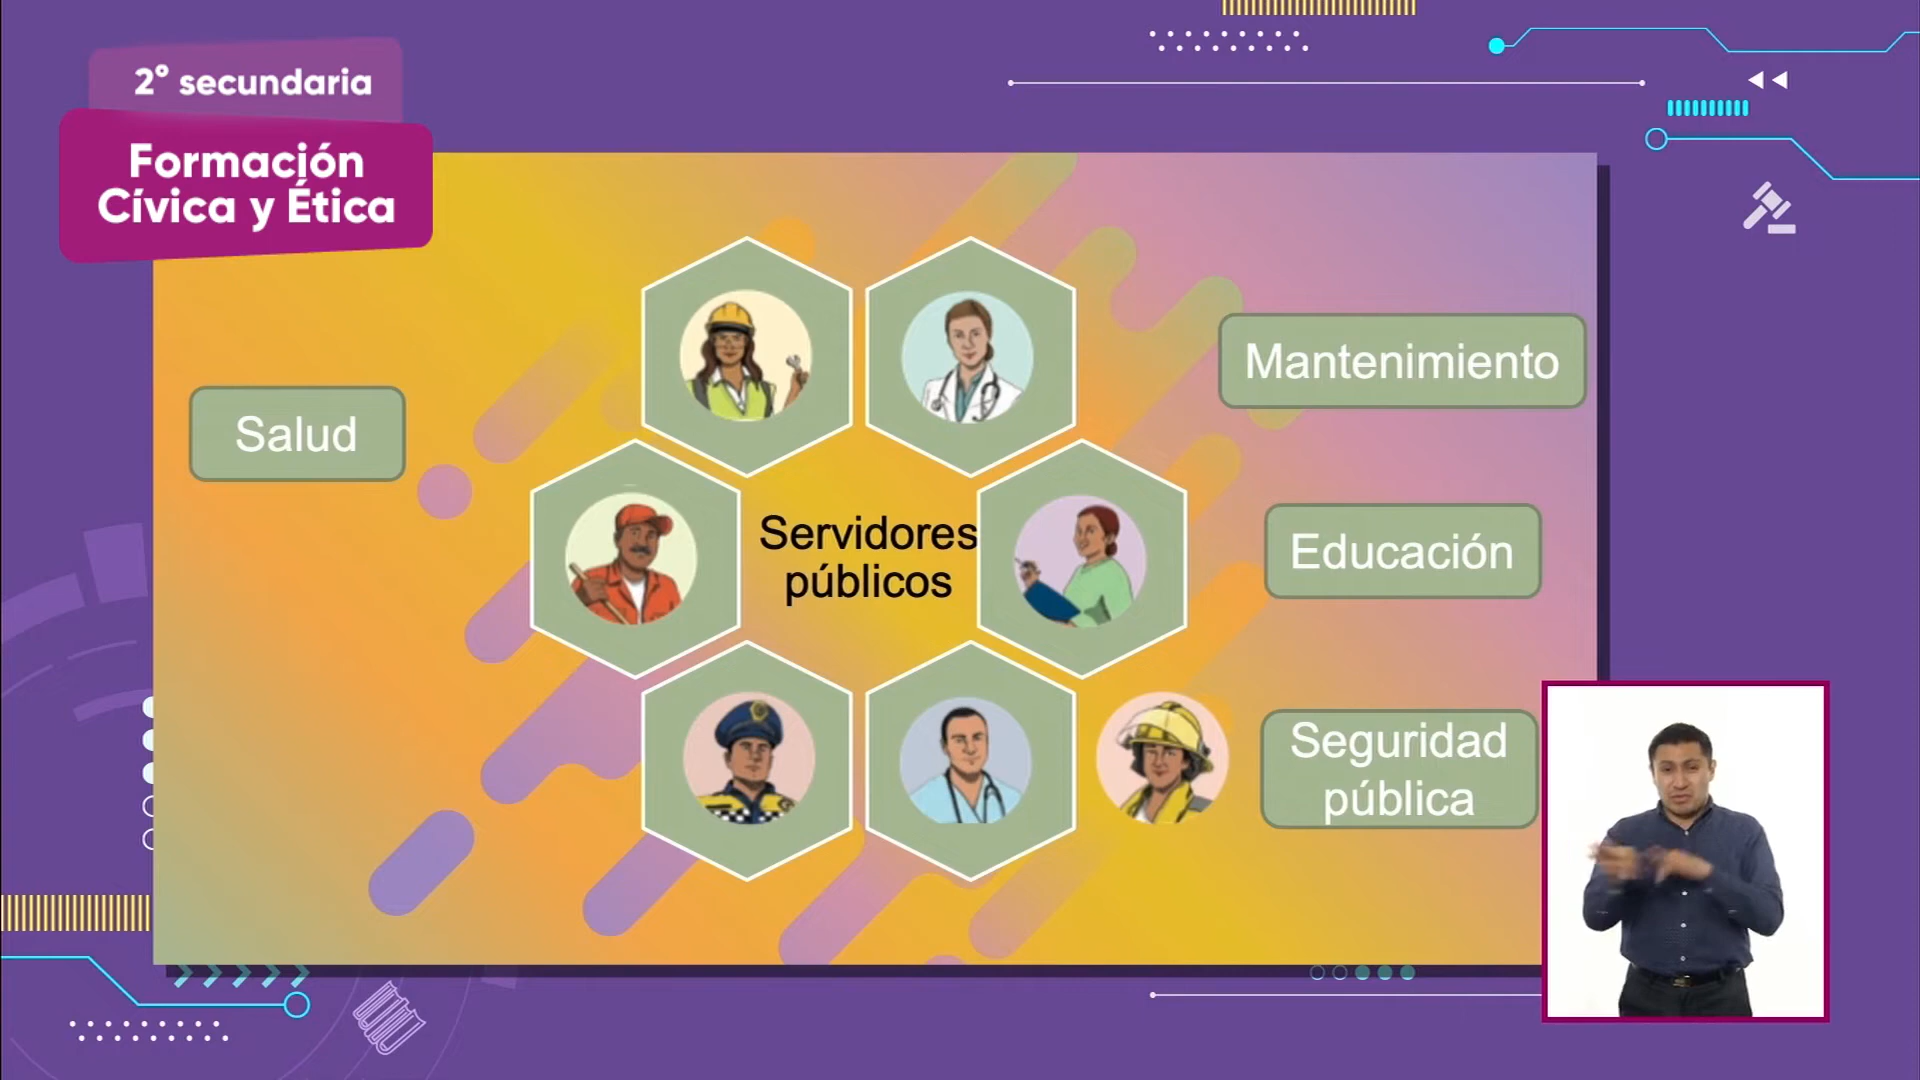 2° secundaria
Formación
Cívica y Ética
Salud
Servidores
públicos
Mantenimiento
Educación
Seguridad
pública